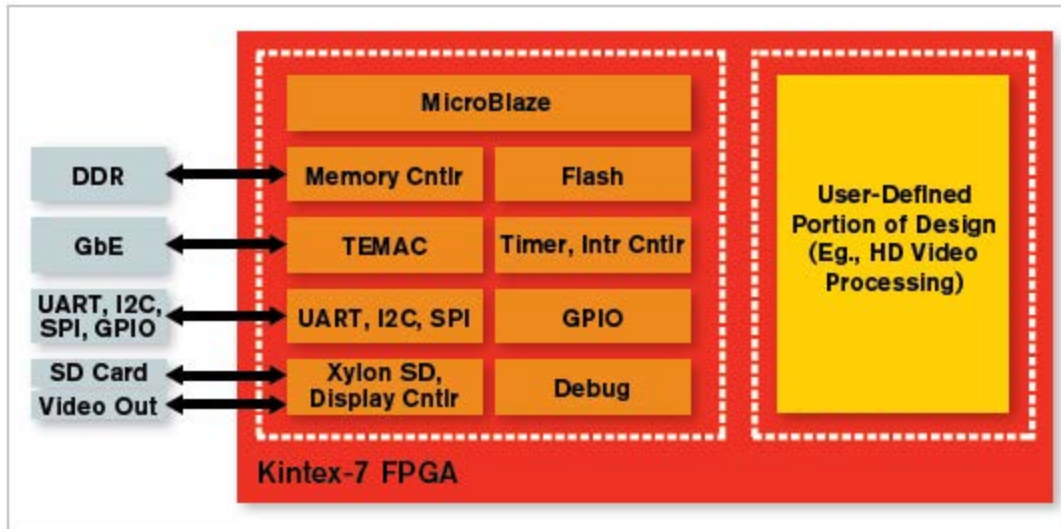 MicroBlaze
DDR
Memory Cntlr
Flash
GbE
TEMAC
Timer, Intr Cntlr
UART, I2C,
SPI, GPIO
UART, I2C, SPI
GPIO
SD Card
Video Out
Xylon SD,
Display Cntlr
Debug
User-Defined
Portion of Design
(Eg., HD Video
Processing)
Kintex-7 FPGA